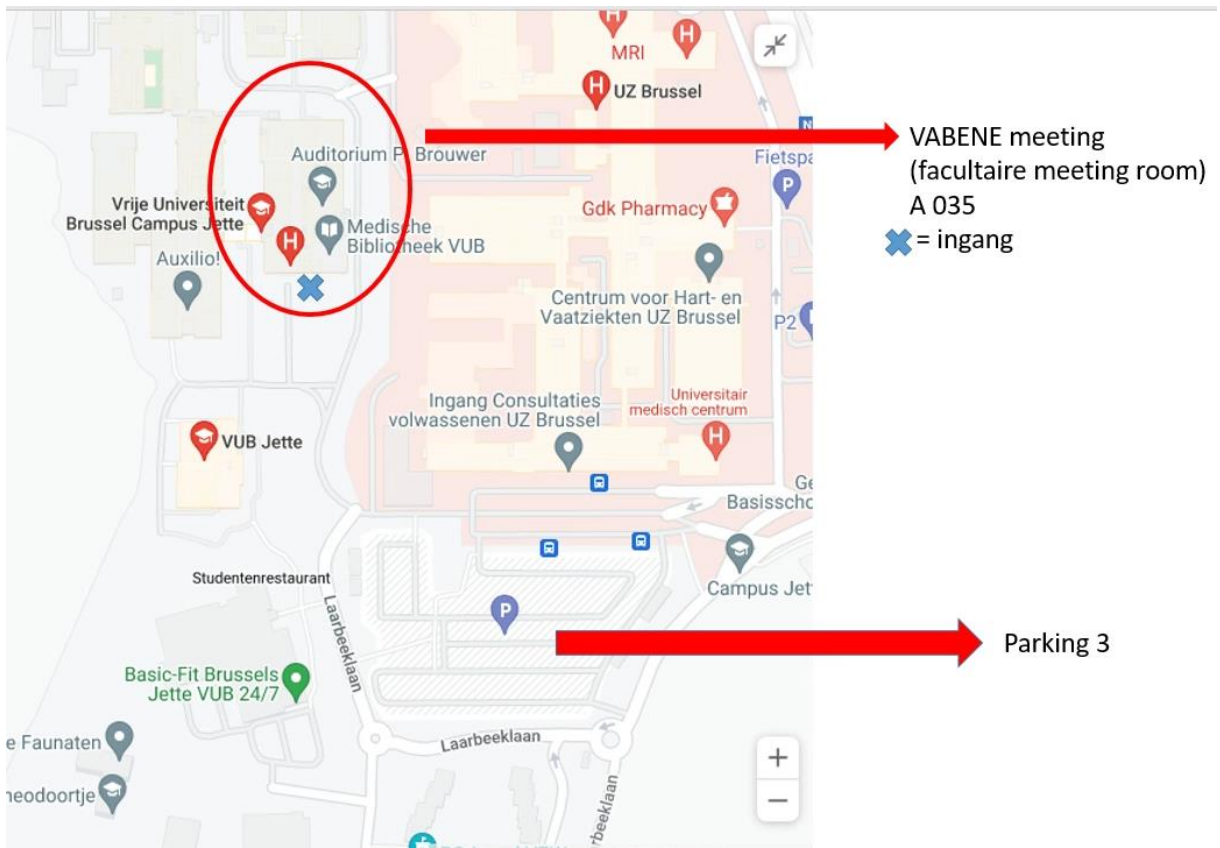 H
MRI
H
H
UZ Brussel
N
Auditorium P. Brouwer
Fietspa
P
Vrije Universiteit
Brussel Campus Jette
Gdk Pharmacy
H
Medische
Bibliotheek VUB
Auxilio!
Centrum voor Hart- en
Vaatziekten UZ Brussel
P2
Universitair
medisch centrum
Ingang Consultaties
volwassenen UZ Brussel
H
VUB Jette
Ge
Basisscho
Studentenrestaurant
Campus Jet
P
Laarbeeklaan
Basic-Fit Brussels
Jette VUB 24/7
e Faunaten
Laarbeeklaan
neodoortje
beeklaan
+
−
VABENE meeting
(facultaire meeting room)
A 035
= ingang
Parking 3